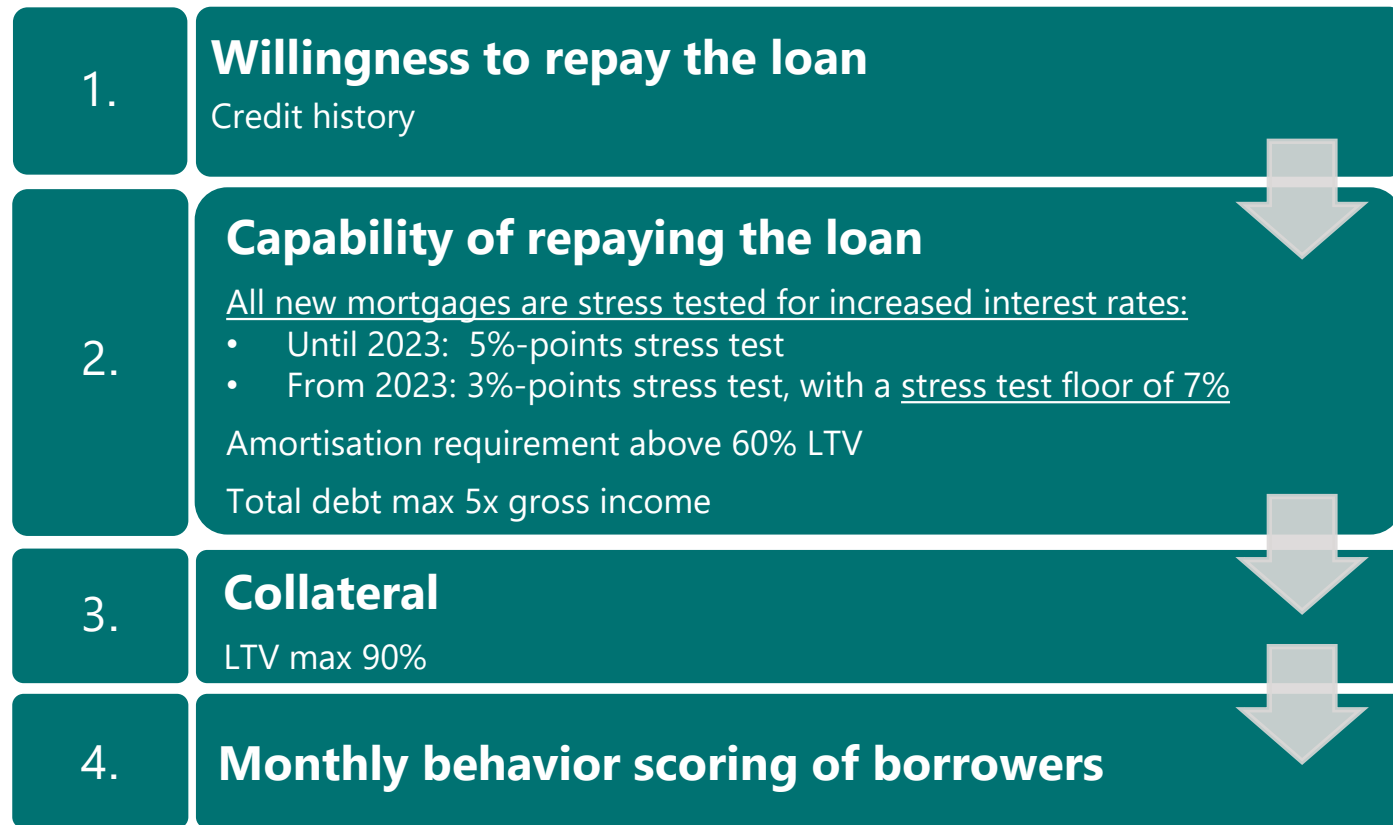 1.
Willingness to repay the loan
Credit history
2.
Capability of repaying the loan
All new mortgages are stress tested for increased interest rates:
• Until 2023: 5%-points stress test
• From 2023: 3%-points stress test, with a stress test floor of 7%
Amortisation requirement above 60% LTV
Total debt max 5x gross income
3.
Collateral
LTV max 90%
4.
Monthly behavior scoring of borrowers